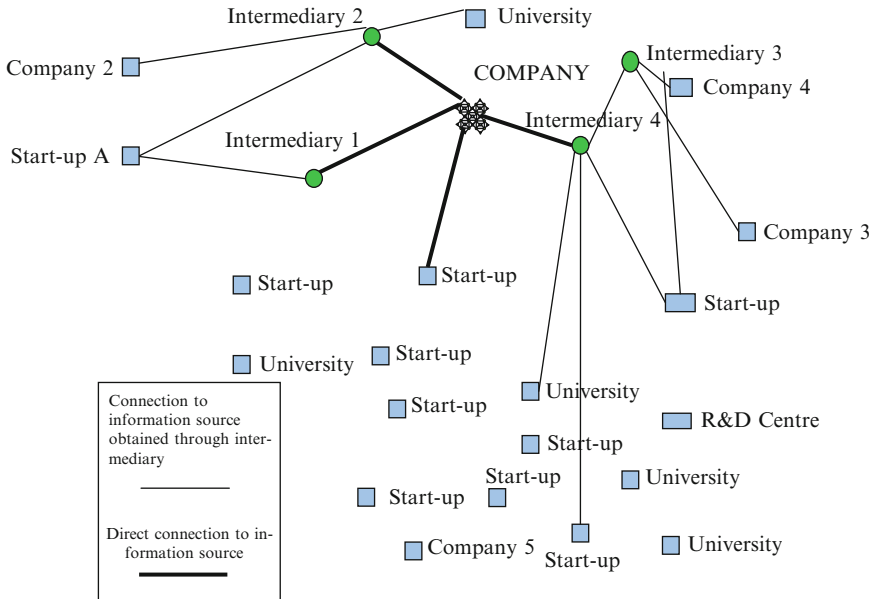 Intermediary 2
University
Intermediary 3
Company 2
COMPANY
Company 4
Intermediary 4
Intermediary 1
Start-up A
Company 3
Start-up
Start-up
Start-up
Start-up
University
University
Start-up
R&D Centre
Start-up
Start-up
University
Start-up
Company 5
Start-up
University
Connection to
information source
obtained through inter-
mediary
Direct connection to in-
formation source